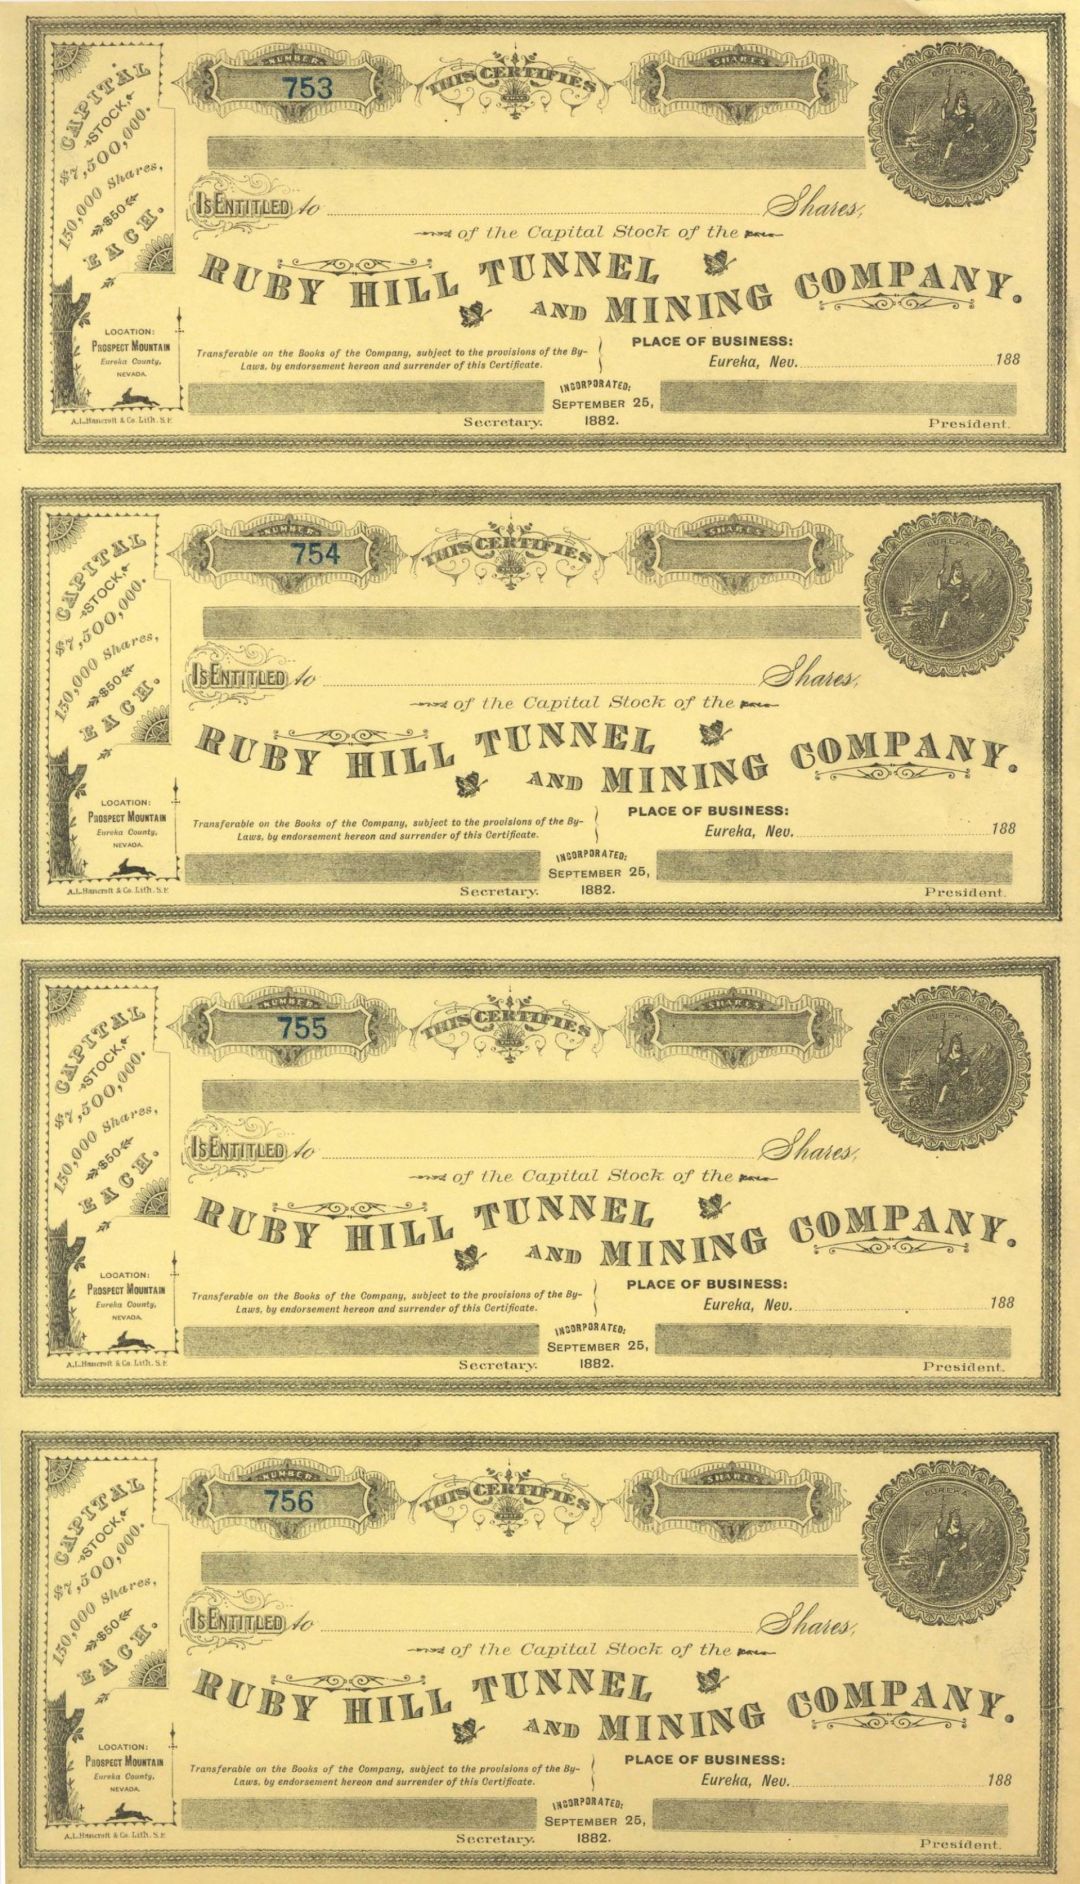 NUMBER
753
THIS CERTIFIES
SHARES
EUREKA
CAPITAL
STOCK,
$7,500,000.
150,000 Shares,
$50
EACH.
IS ENTITLED to Shares,
of the Capital Stock of the
RUBY HILL TUNNEL
AND MINING COMPANY.
LOCATION:
PROSPECT MOUNTAIN
Eureka County,
NEVADA.
Transferable on the Books of the Company, subject to the provisions of the By-
Laws, by endorsement hereon and surrender of this Certificate.
PLACE OF BUSINESS:
Eureka, Nev. 188
INCORPORATED:
SEPTEMBER 25,
1882.
Secretary.
President.
A.L. Bancroft & Co. Lith. S.F.
NUMBER
754
THIS CERTIFIES
SHARES
EUREKA
CAPITAL
STOCK,
$7,500,000.
150,000 Shares,
$50
EACH.
IS ENTITLED to Shares,
of the Capital Stock of the
RUBY HILL TUNNEL
AND MINING COMPANY.
LOCATION:
PROSPECT MOUNTAIN
Eureka County,
NEVADA.
Transferable on the Books of the Company, subject to the provisions of the By-
Laws, by endorsement hereon and surrender of this Certificate.
PLACE OF BUSINESS:
Eureka, Nev. 188
INCORPORATED:
SEPTEMBER 25,
1882.
Secretary.
President.
A.L. Bancroft & Co. Lith. S.F.
NUMBER
755
THIS CERTIFIES
SHARES
EUREKA
CAPITAL
STOCK,
$7,500,000.
150,000 Shares,
$50
EACH.
IS ENTITLED to Shares,
of the Capital Stock of the
RUBY HILL TUNNEL
AND MINING COMPANY.
LOCATION:
PROSPECT MOUNTAIN
Eureka County,
NEVADA.
Transferable on the Books of the Company, subject to the provisions of the By-
Laws, by endorsement hereon and surrender of this Certificate.
PLACE OF BUSINESS:
Eureka, Nev. 188
INCORPORATED:
SEPTEMBER 25,
1882.
Secretary.
President.
A.L. Bancroft & Co. Lith. S.F.
NUMBER
756
THIS CERTIFIES
SHARES
EUREKA
CAPITAL
STOCK,
$7,500,000.
150,000 Shares,
$50
EACH.
IS ENTITLED to Shares,
of the Capital Stock of the
RUBY HILL TUNNEL
AND MINING COMPANY.
LOCATION:
PROSPECT MOUNTAIN
Eureka County,
NEVADA.
Transferable on the Books of the Company, subject to the provisions of the By-
Laws, by endorsement hereon and surrender of this Certificate.
PLACE OF BUSINESS:
Eureka, Nev. 188
INCORPORATED:
SEPTEMBER 25,
1882.
Secretary.
President.
A.L. Bancroft & Co. Lith. S.F.